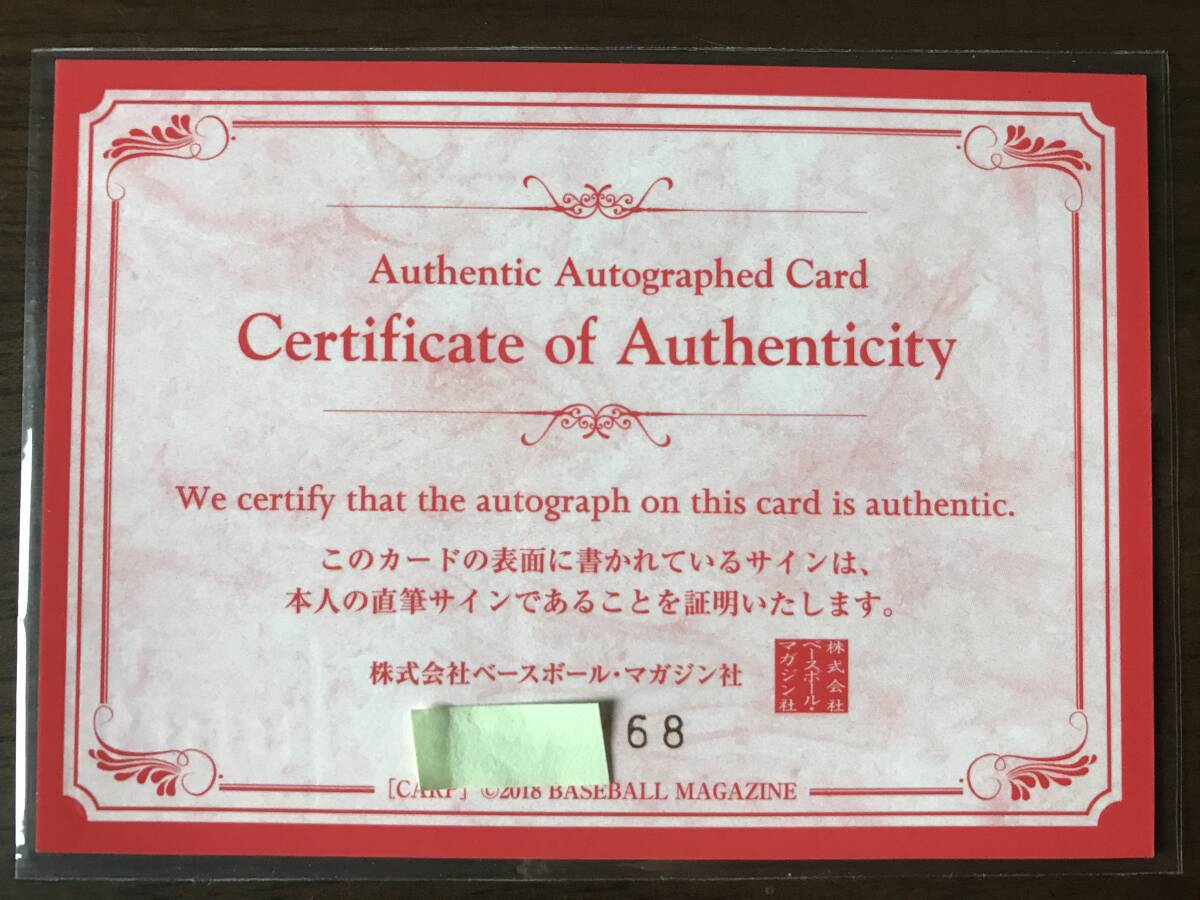 Authentic Autographed Card
Certificate of Authenticity
We certify that the autograph on this card is authentic.
このカードの表面に書かれているサインは、
本人の直筆サインであることを証明いたします。
株式会社ベースボール・マガジン社
株式会社
ベースボール・
マガジン社
68
[CARP] ©2018 BASEBALL MAGAZINE